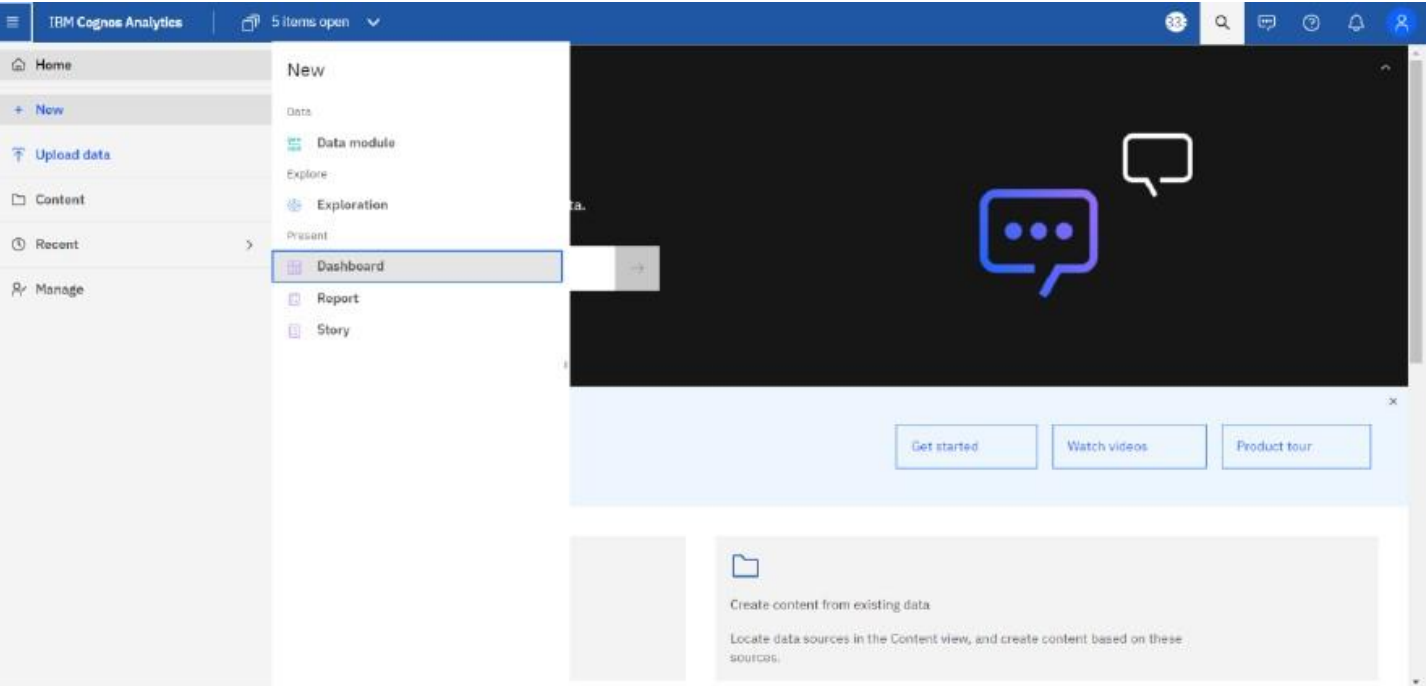 IBM Cognos Analytics
5 items open
Home
New
Upload data
Content
Recent
Manage
New
Data
Data module
Explore
Exploration
Present
Dashboard
Report
Story
ta.
Get started
Watch videos
Product tour
Create content from existing data
Locate data sources in the Content view, and create content based on these
sources.